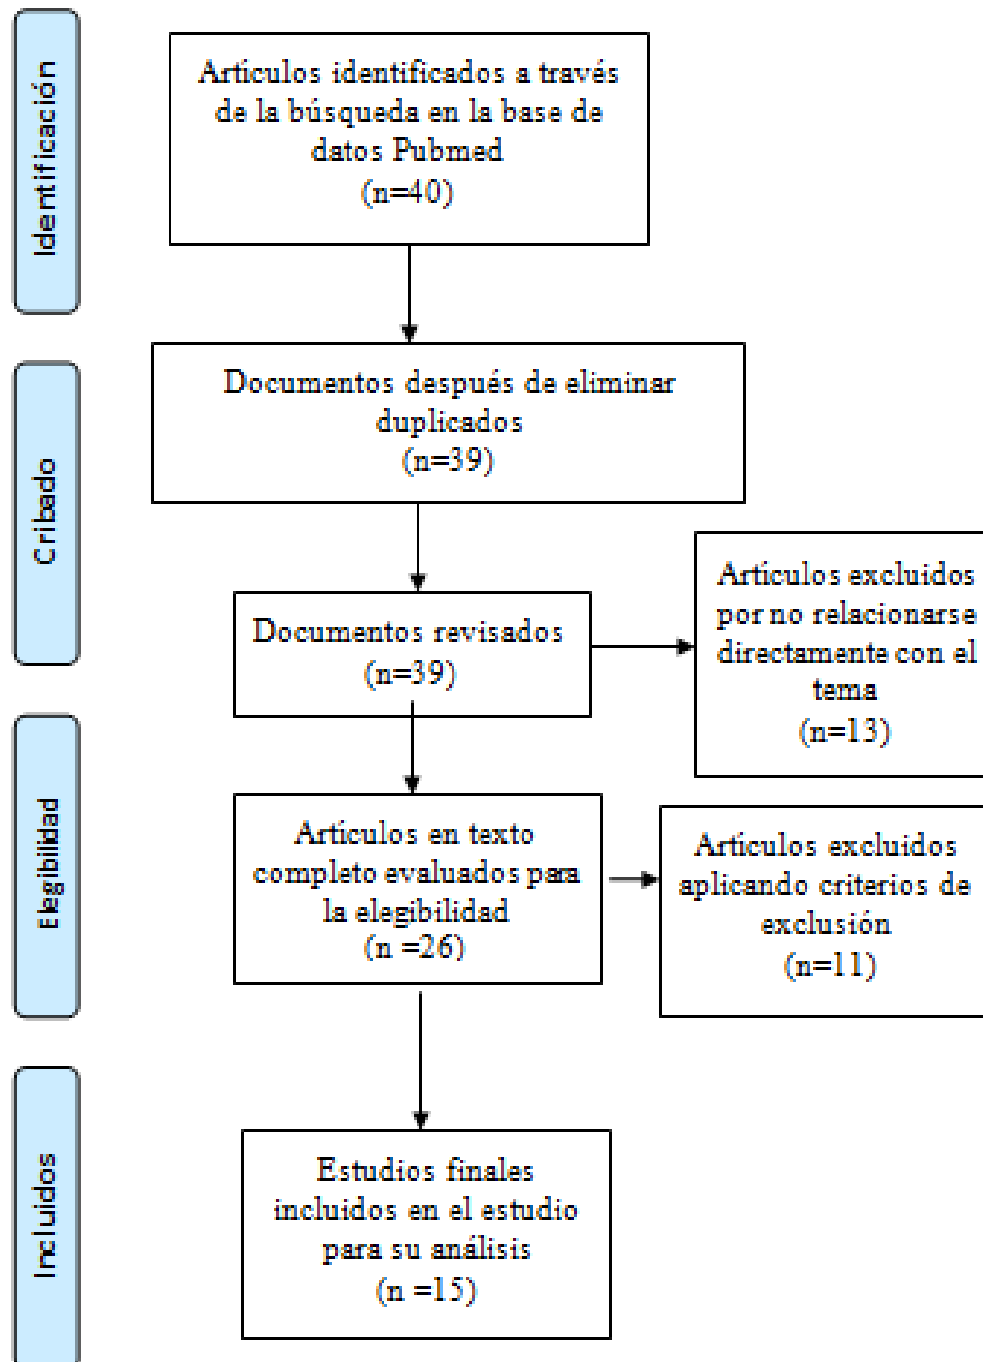 Identificación
Artículos identificados a través
de la búsqueda en la base de
datos Pubmed
(n=40)
Cribado
Documentos después de eliminar
duplicados
(n=39)
Documentos revisados
(n=39)
Artículos excluidos
por no relacionarse
directamente con el
tema
(n=13)
Elegibilidad
Artículos en texto
completo evaluados para
la elegibilidad
(n =26)
Artículos excluidos
aplicando criterios de
exclusión
(n=11)
Incluidos
Estudios finales
incluidos en el estudio
para su análisis
(n =15)